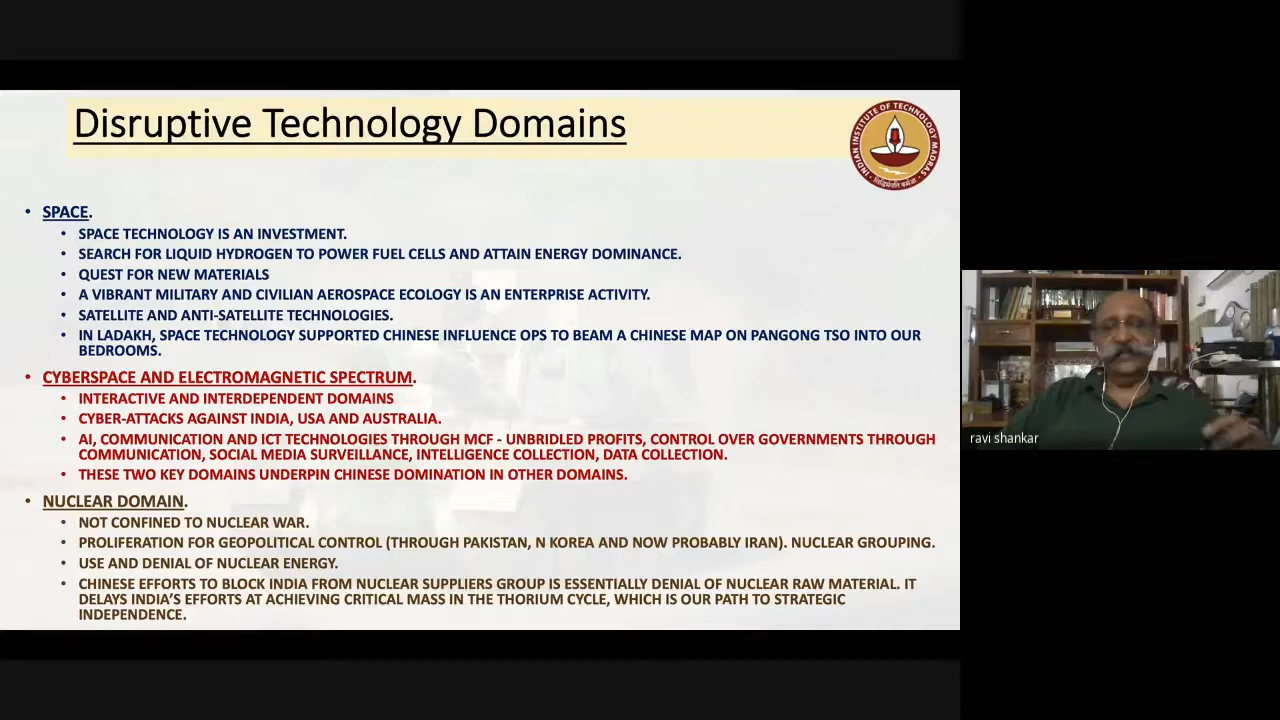 Disruptive Technology Domains
INDIAN INSTITUTE OF TECHNOLOGY MADRAS
• SPACE.
• SPACE TECHNOLOGY IS AN INVESTMENT.
• SEARCH FOR LIQUID HYDROGEN TO POWER FUEL CELLS AND ATTAIN ENERGY DOMINANCE.
• QUEST FOR NEW MATERIALS
• A VIBRANT MILITARY AND CIVILIAN AEROSPACE ECOLOGY IS AN ENTERPRISE ACTIVITY.
• SATELLITE AND ANTI-SATELLITE TECHNOLOGIES.
• IN LADAKH, SPACE TECHNOLOGY SUPPORTED CHINESE INFLUENCE OPS TO BEAM A CHINESE MAP ON PANGONG TSO INTO OUR
BEDROOMS.
• CYBERSPACE AND ELECTROMAGNETIC SPECTRUM.
• INTERACTIVE AND INTERDEPENDENT DOMAINS
• CYBER-ATTACKS AGAINST INDIA, USA AND AUSTRALIA.
• AI, COMMUNICATION AND ICT TECHNOLOGIES THROUGH MCF - UNBRIDLED PROFITS, CONTROL OVER GOVERNMENTS THROUGH
COMMUNICATION, SOCIAL MEDIA SURVEILLANCE, INTELLIGENCE COLLECTION, DATA COLLECTION.
• THESE TWO KEY DOMAINS UNDERPIN CHINESE DOMINATION IN OTHER DOMAINS.
• NUCLEAR DOMAIN.
• NOT CONFINED TO NUCLEAR WAR.
• PROLIFERATION FOR GEOPOLITICAL CONTROL (THROUGH PAKISTAN, N KOREA AND NOW PROBABLY IRAN). NUCLEAR GROUPING.
• USE AND DENIAL OF NUCLEAR ENERGY.
• CHINESE EFFORTS TO BLOCK INDIA FROM NUCLEAR SUPPLIERS GROUP IS ESSENTIALLY DENIAL OF NUCLEAR RAW MATERIAL. IT
DELAYS INDIA'S EFFORTS AT ACHIEVING CRITICAL MASS IN THE THORIUM CYCLE, WHICH IS OUR PATH TO STRATEGIC
INDEPENDENCE.
ravi shankar